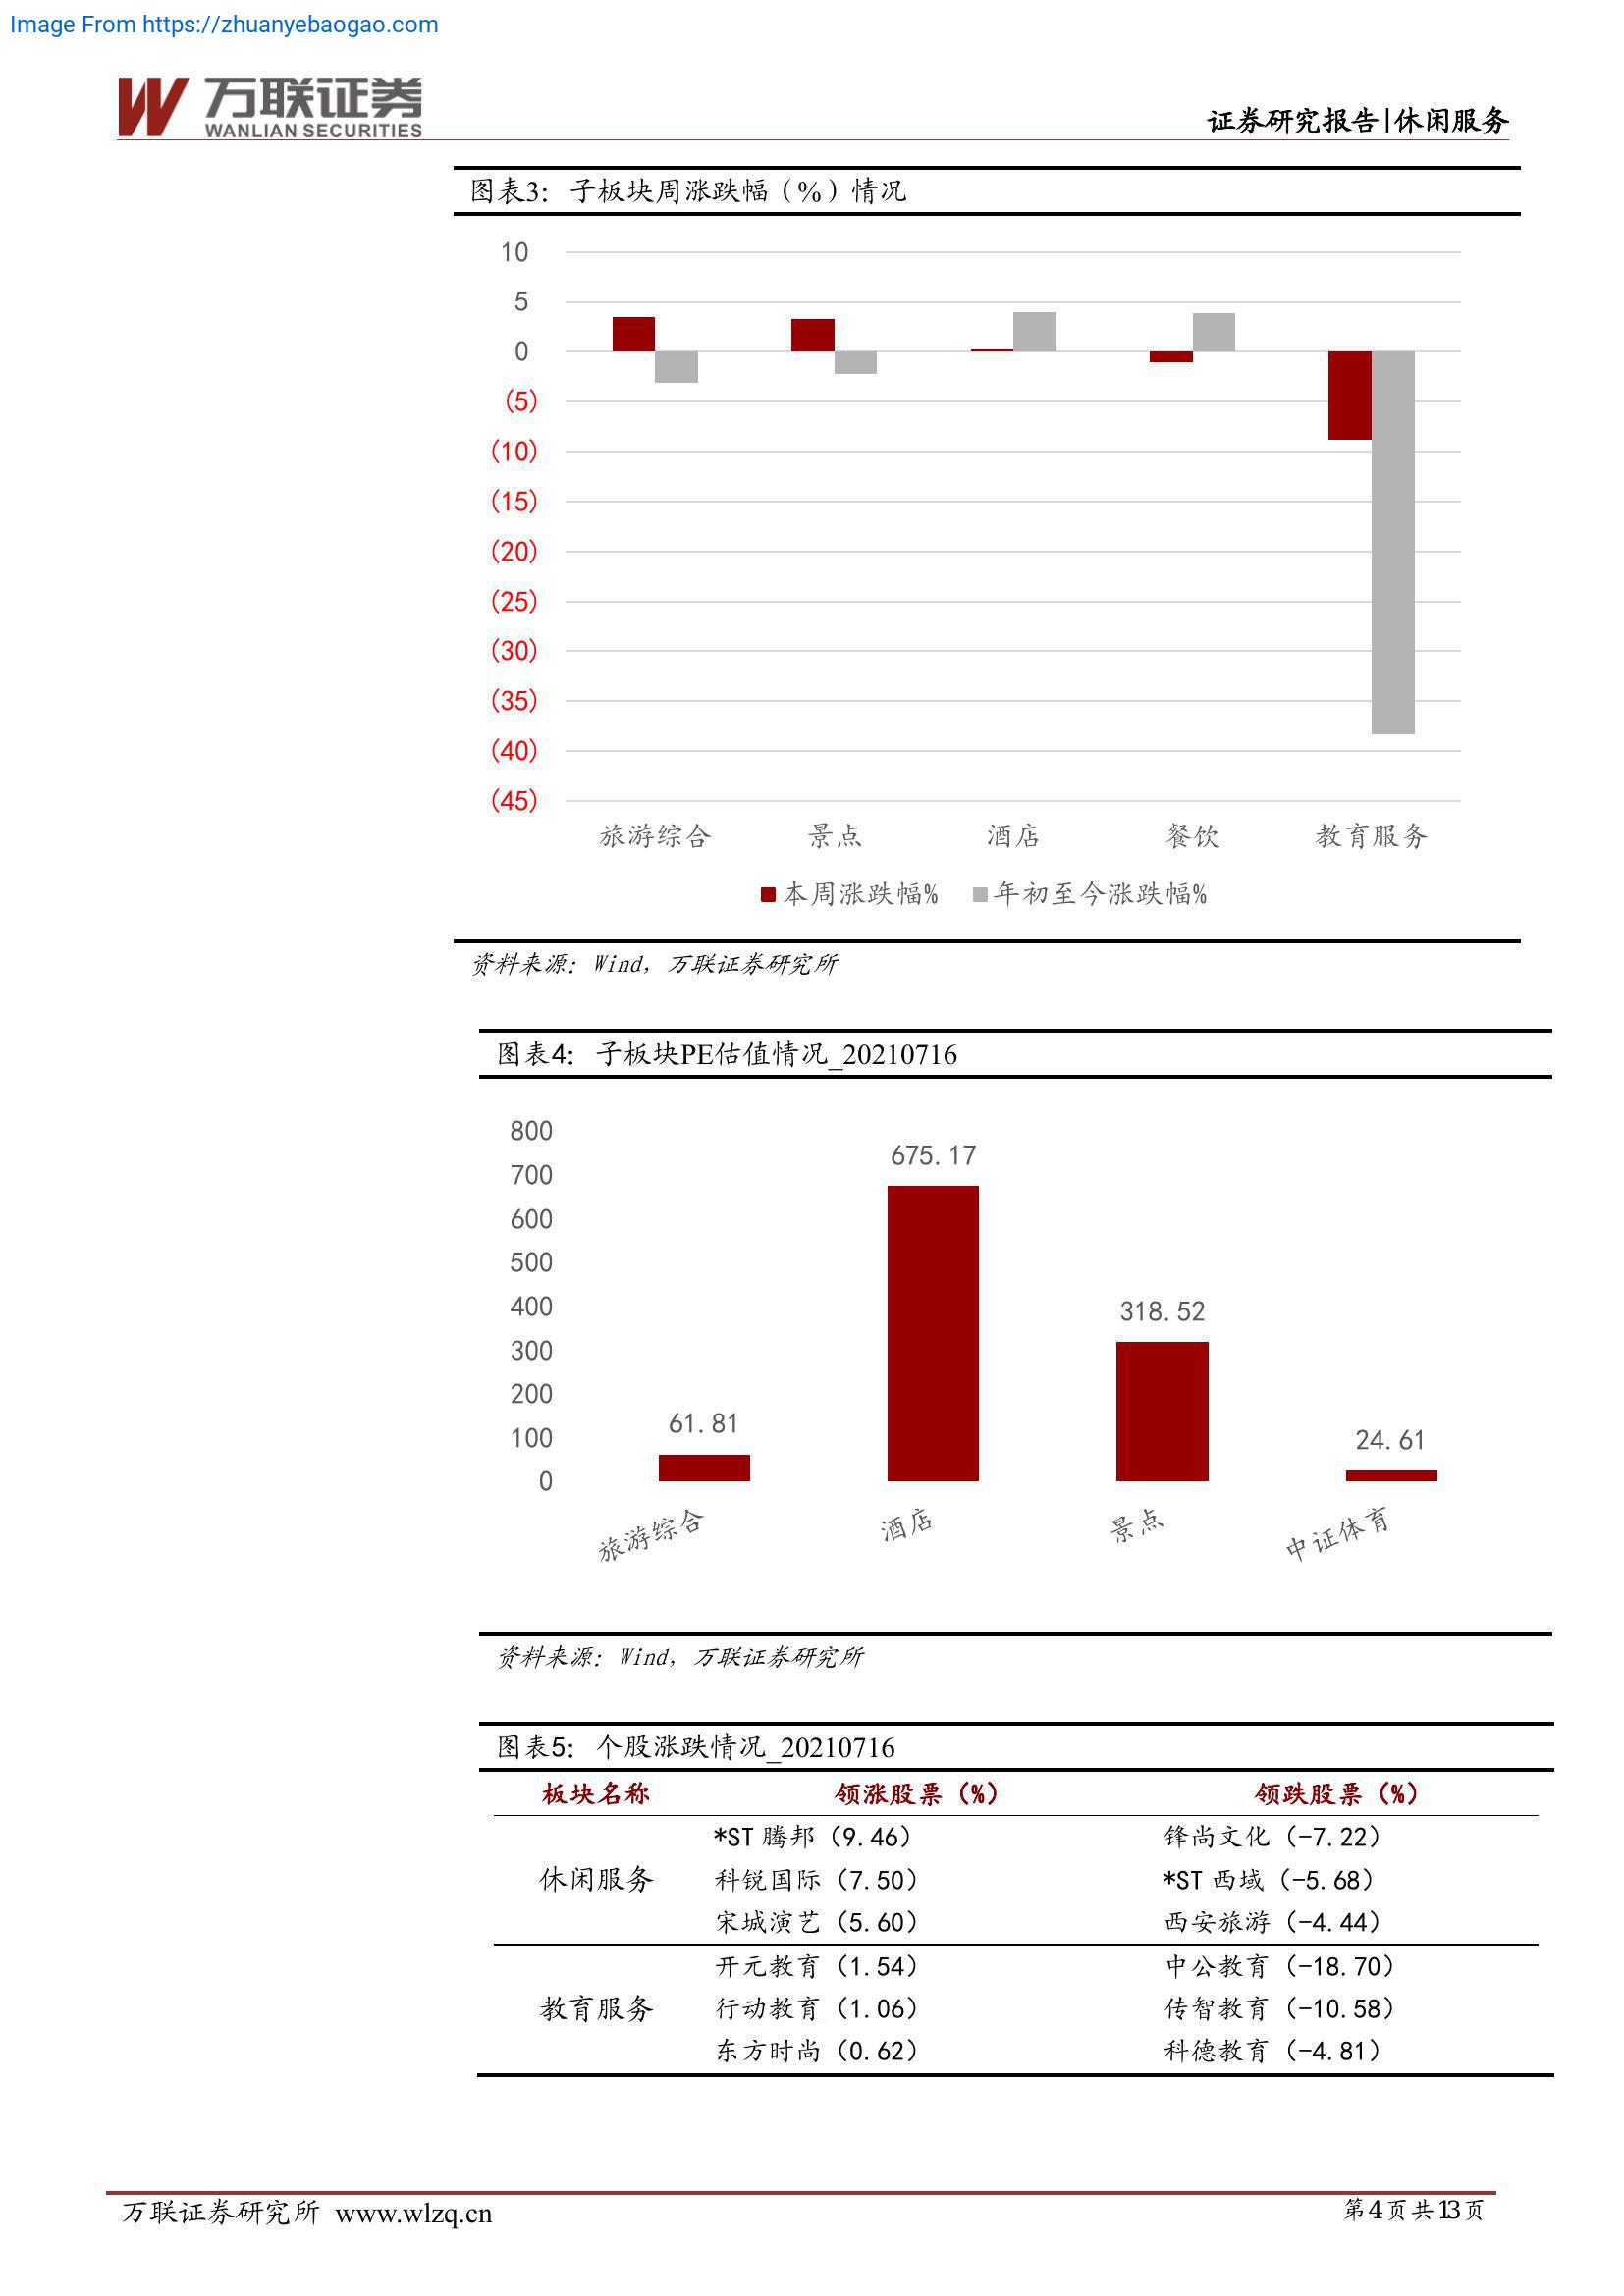 Image From https://zhuanyebaogao.com
万联证券
WANLIAN SECURITIES
证券研究报告|休闲服务
图表3：子板块周涨跌幅（%）情况
10
5
0
(5)
(10)
(15)
(20)
(25)
(30)
(35)
(40)
(45)
旅游综合 景点 酒店 餐饮 教育服务
本周涨跌幅% 年初至今涨跌幅%
资料来源：Wind，万联证券研究所
图表4：子板块PE估值情况_20210716
800
700
600
500
400
300
200
100
0
61.81 675.17 318.52 24.61
旅游综合 酒店 景点 中证体育
资料来源：Wind，万联证券研究所
图表5：个股涨跌情况_20210716
板块名称 领涨股票（%） 领跌股票（%）
*ST 腾邦（9.46） 锋尚文化（-7.22）
休闲服务 科锐国际（7.50） *ST 西域（-5.68）
宋城演艺（5.60） 西安旅游（-4.44）
开元教育（1.54） 中公教育（-18.70）
教育服务 行动教育（1.06） 传智教育（-10.58）
东方时尚（0.62） 科德教育（-4.81）
万联证券研究所 www.wlzq.cn
第4页共13页